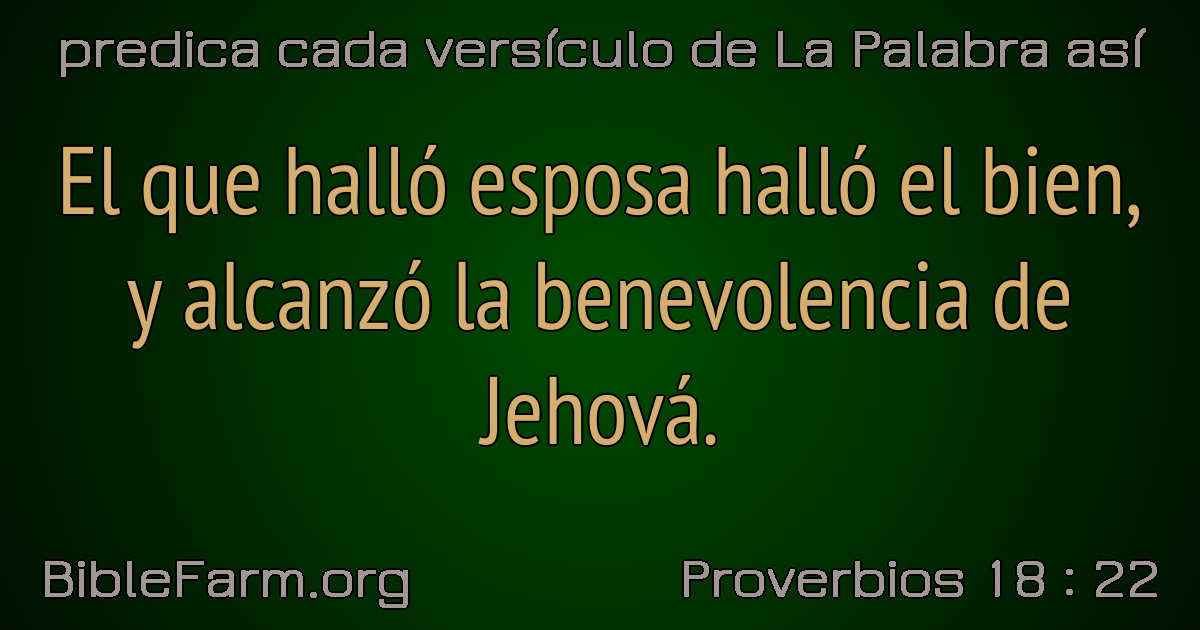 predica cada versículo de La Palabra así
El que halló esposa halló el bien,
y alcanzó la benevolencia de
Jehová.
BibleFarm.org
Proverbios 18 : 22